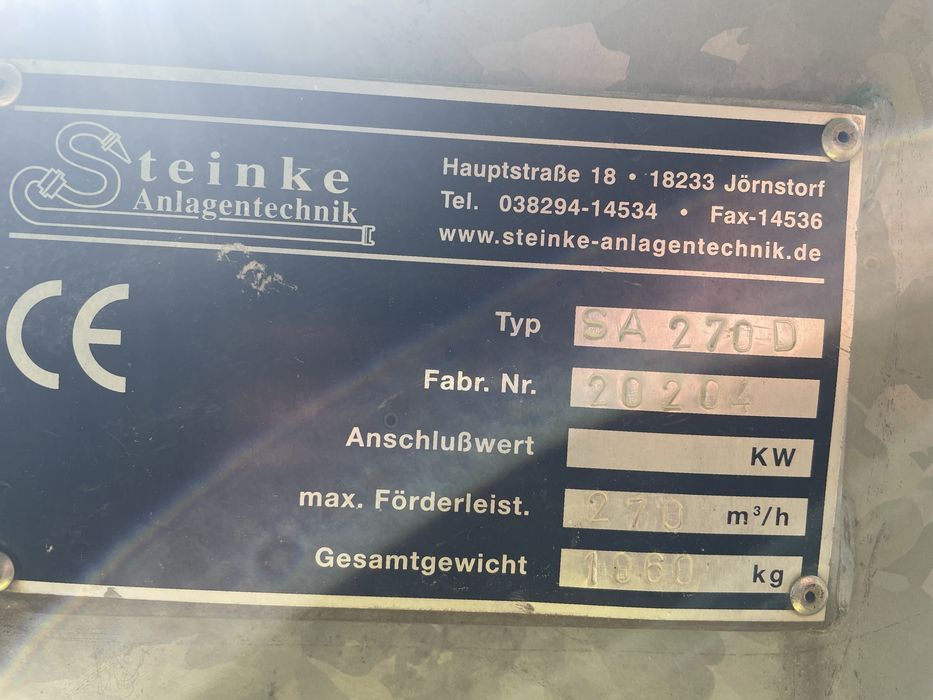 Steinke
Anlagentechnik
Hauptstraße 18 • 18233 Jörnstorf
Tel. 038294-14534 • Fax-14536
www.steinke-anlagentechnik.de
CE
Typ SA 270 D
Fabr. Nr. 20204
Anschlußwert KW
max. Förderleist. 270 m³/h
Gesamtgewicht 1060 kg